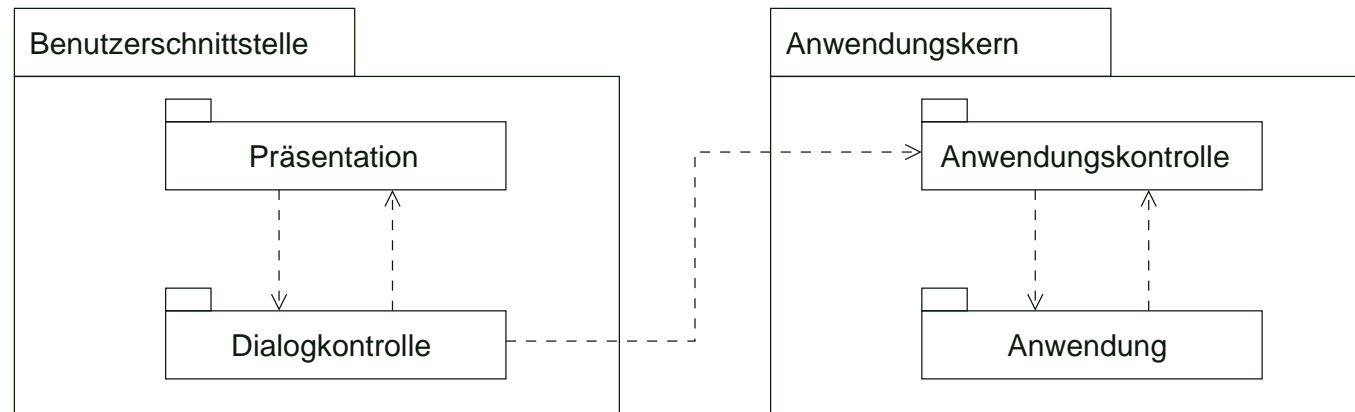 Benutzerschnittstelle
Präsentation
Dialogkontrolle
Anwendungskern
Anwendungskontrolle
Anwendung